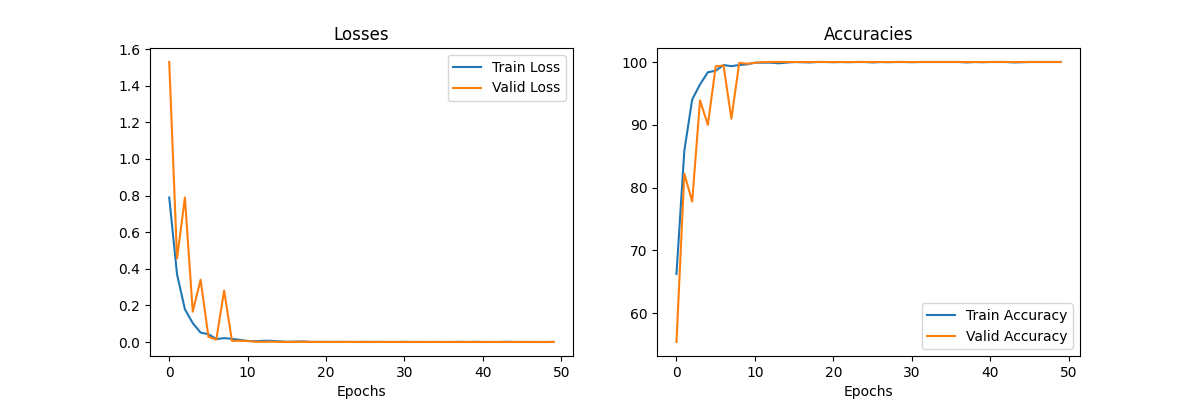 Losses
1.6
1.4
1.2
1.0
0.8
0.6
0.4
0.2
0.0
0 10 20 30 40 50
Epochs
Train Loss
Valid Loss
Accuracies
100
90
80
70
60
0 10 20 30 40 50
Epochs
Train Accuracy
Valid Accuracy